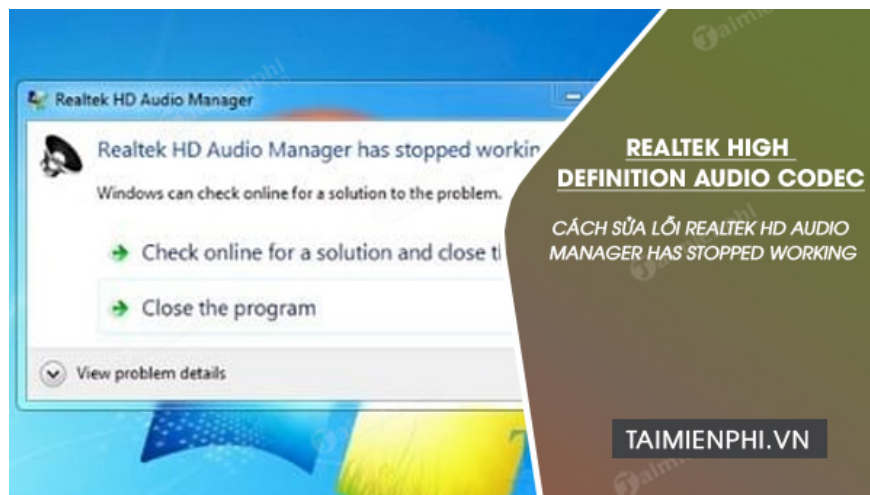 Realtek HD Audio Manager
Realtek HD Audio Manager has stopped
Windows can check online for a solution to the problem.
Check online for a solution and close
Close the program
View problem details
REALTEK HIGH
DEFINITION AUDIO CODEC
CÁCH SỬA LỖI REALTEK HD AUDIO
MANAGER HAS STOPPED WORKING
TAIMIENPHI.VN